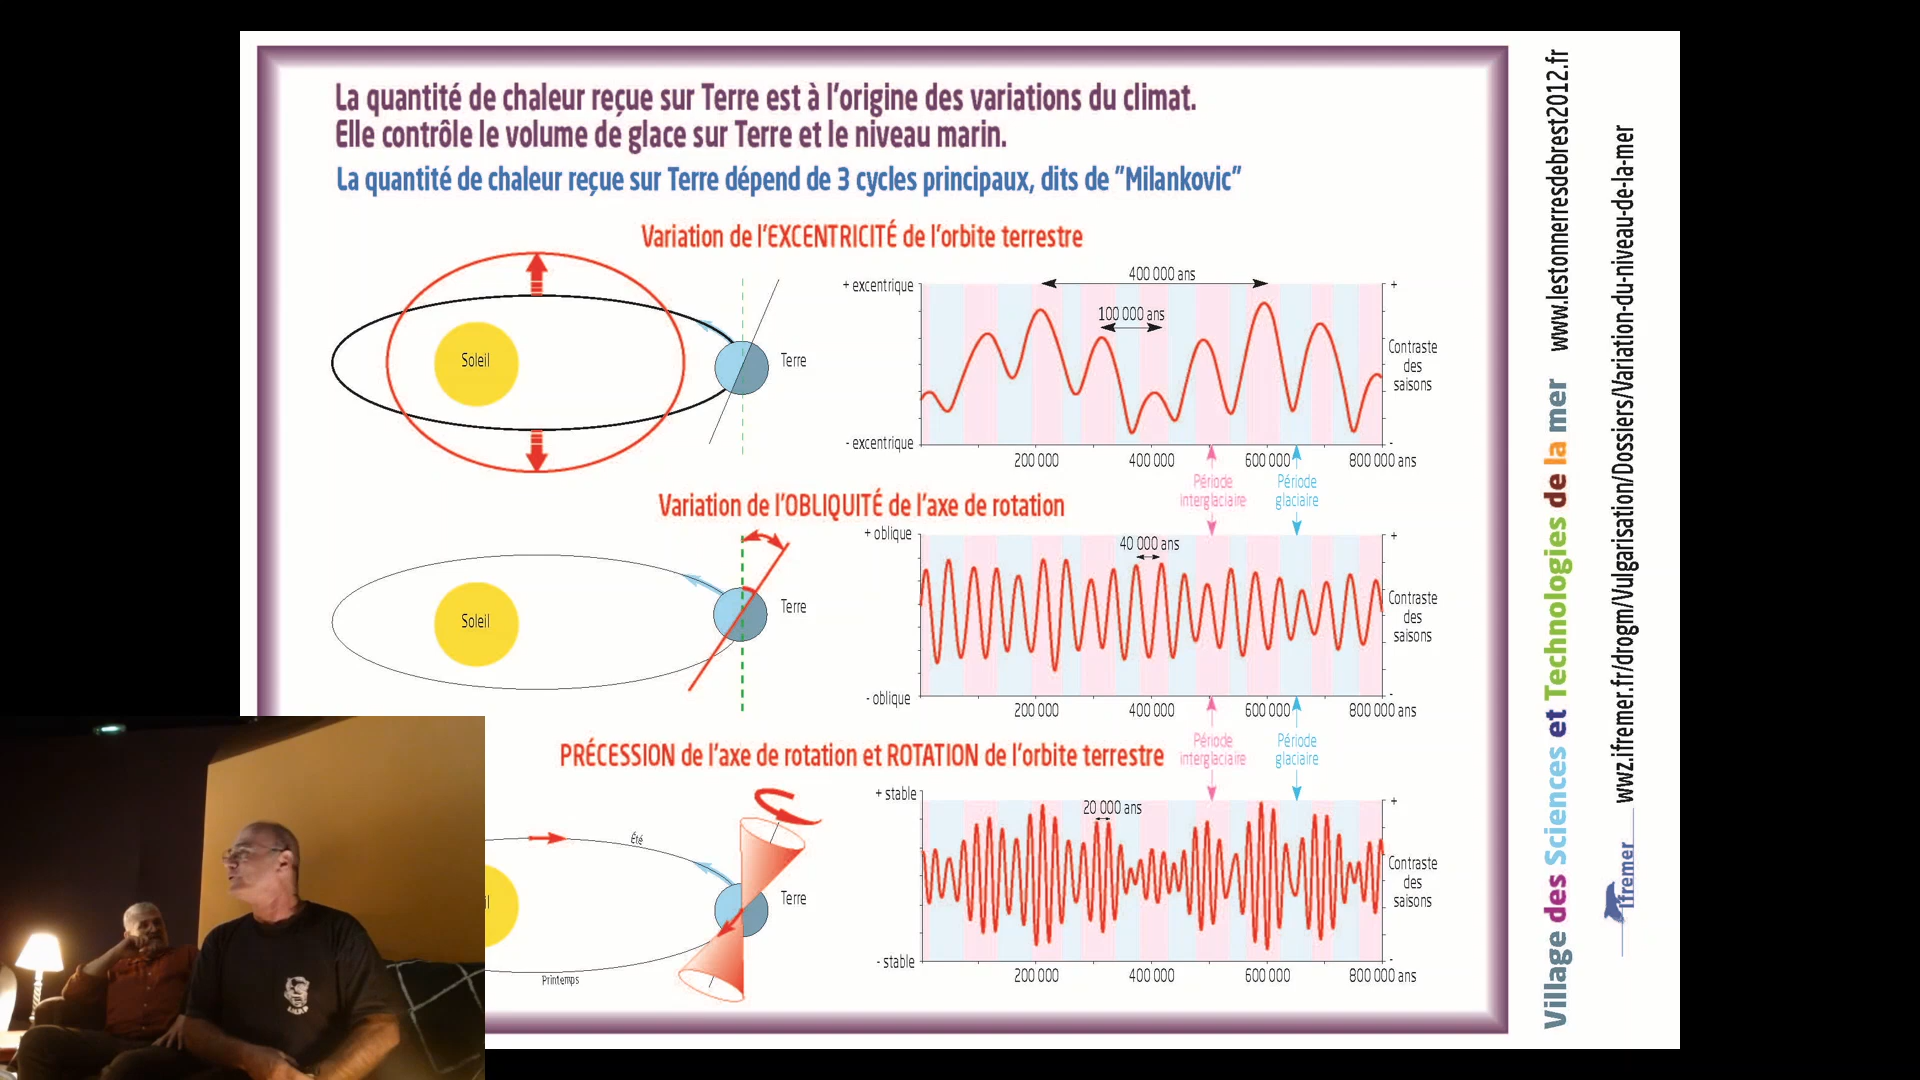 La quantité de chaleur reçue sur Terre est à l'origine des variations du climat.
Elle contrôle le volume de glace sur Terre et le niveau marin.
La quantité de chaleur reçue sur Terre dépend de 3 cycles principaux, dits de "Milankovic"
Variation de l'EXCENTRICITÉ de l'orbite terrestre
Soleil
Terre
+ excentrique
- excentrique
400 000 ans
100 000 ans
+
Contraste
des
saisons
-
200 000 400 000 600 000 800 000 ans
Période
interglaciaire
Période
glaciaire
Variation de l'OBLIQUITÉ de l'axe de rotation
Soleil
Terre
+ oblique
- oblique
40 000 ans
+
Contraste
des
saisons
-
200 000 400 000 600 000 800 000 ans
Période
interglaciaire
Période
glaciaire
PRÉCESSION de l'axe de rotation et ROTATION de l'orbite terrestre
Été
Terre
Printemps
+ stable
- stable
20 000 ans
+
Contraste
des
saisons
-
200 000 400 000 600 000 800 000 ans
Village des Sciences et Technologies de la mer www.lestonnerresdebrest2012.fr
ifremer wwz.ifremer.fr/drogm/Vulgarisation/Dossiers/Variation-du-niveau-de-la-mer